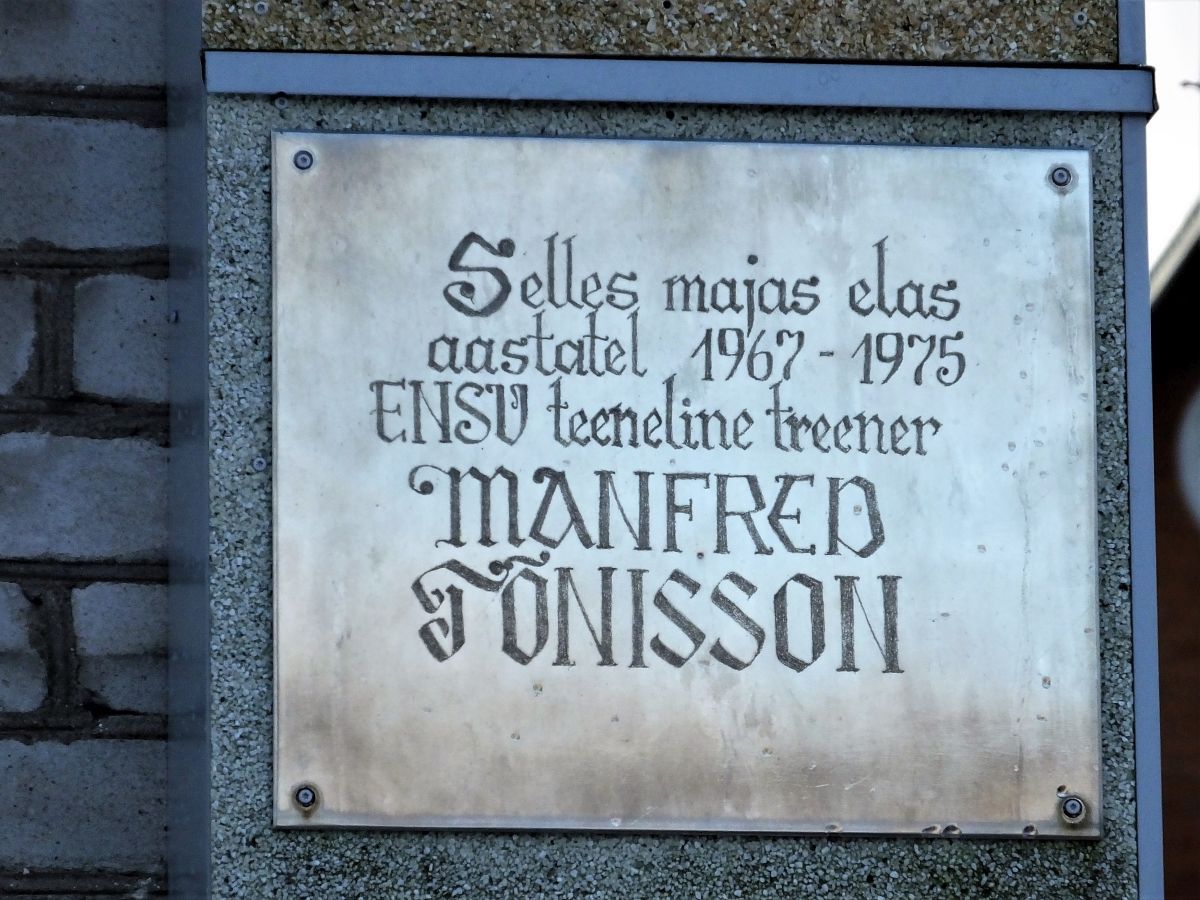 Selles majas elas
aastatel 1967 - 1975
ENSV teeneline treener
MANFRED
TÕNISSON